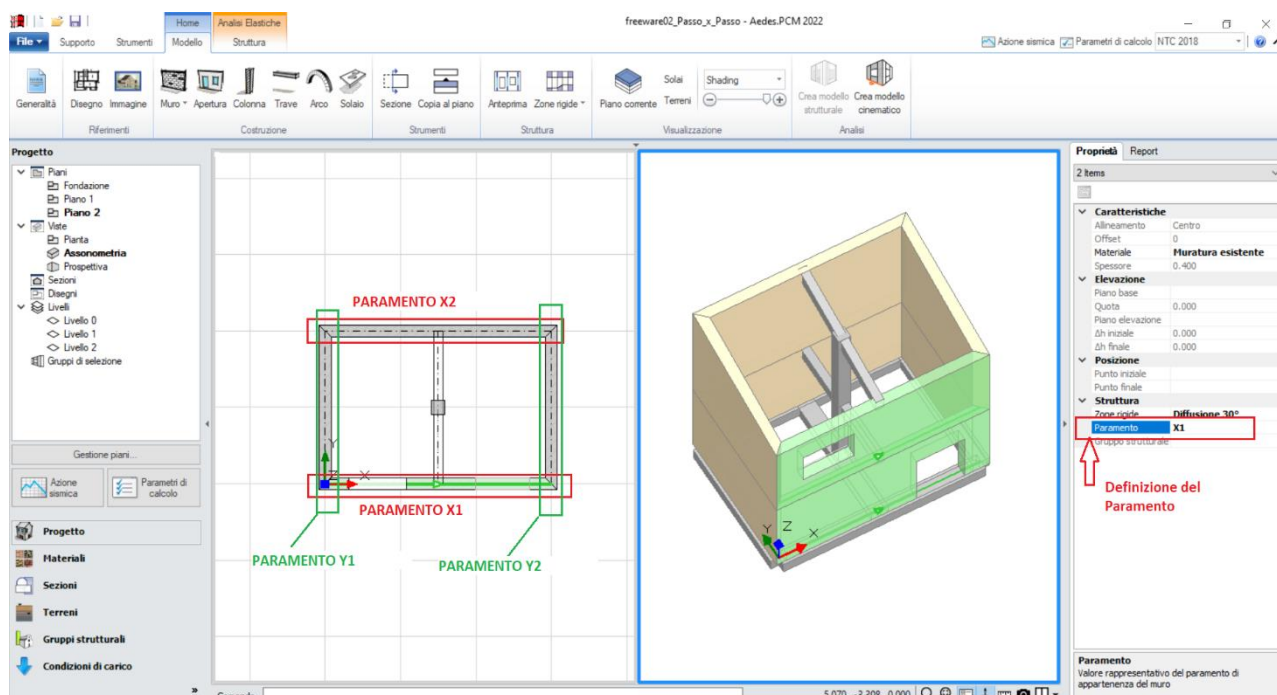 freeware02_Passo_x_Passo - Aedes.PCM 2022
Home Analisi Elastiche
File Supporto Strumenti Modello Struttura
Azione sismica Parametri di calcolo NTC 2018
Generalità Disegno Immagine Muro Apertura Colonna Trave Arco Solaio Sezione Copia al piano Anteprima Zone rigide Piano corrente Solai Shading Terreni Crea modello strutturale Crea modello cinematico
Riferimenti Costruzione Strumenti Struttura Visualizzazione Analisi
Progetto
Piani
Fondazione
Piano 1
Piano 2
Viste
Pianta
Assonometria
Prospettiva
Sezioni
Disegni
Livelli
Livello 0
Livello 1
Livello 2
Gruppi di selezione
Gestione piani...
Azione sismica
Parametri di calcolo
Progetto
Materiali
Sezioni
Terreni
Gruppi strutturali
Condizioni di carico
»
PARAMENTO X2
Y
Z X
PARAMENTO X1
PARAMENTO Y1
PARAMENTO Y2
Y Z X
Proprietà Report
2 Items
Caratteristiche
Allineamento Centro
Offset 0
Materiale Muratura esistente
Spessore 0.400
Elevazione
Piano base
Quota 0.000
Piano elevazione
Δh iniziale 0.000
Δh finale 0.000
Posizione
Punto iniziale
Punto finale
Struttura
Zone rigide Diffusione 30°
Paramento X1
Gruppo strutturale
Definizione del
Paramento
Paramento
Valore rappresentativo del paramento di
appartenenza del muro